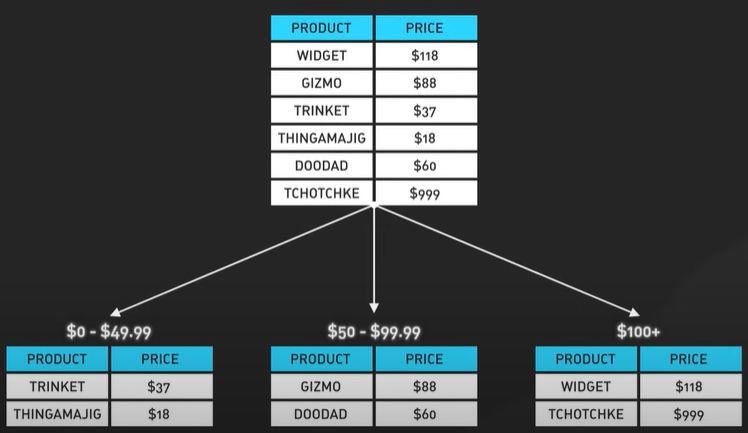 PRODUCT PRICE
WIDGET $118
GIZMO $88
TRINKET $37
THINGAMAJIG $18
DOODAD $60
TCHOTCHKE $999
$0 - $49.99 $50 - $99.99 $100+
PRODUCT PRICE PRODUCT PRICE PRODUCT PRICE
TRINKET $37 GIZMO $88 WIDGET $118
THINGAMAJIG $18 DOODAD $60 TCHOTCHKE $999